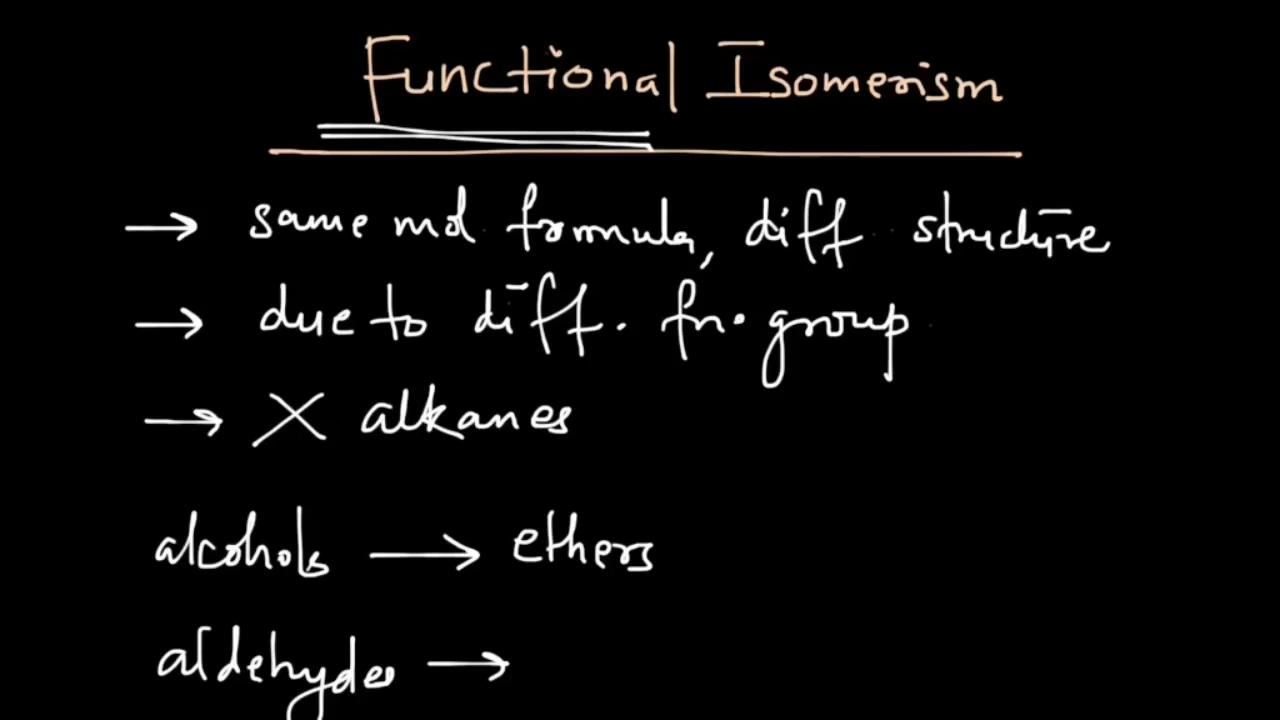 Functional Isomerism
→ same mol formula, diff structure
→ due to diff. fn. group
→ X alkanes
alcohols → ethers
aldehydes →